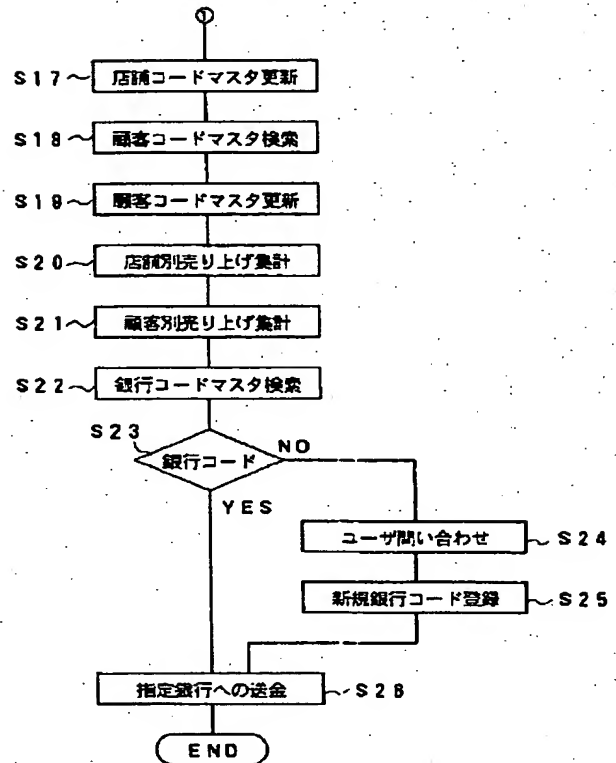 1
S17 店舗コードマスタ更新
S18 顧客コードマスタ検索
S19 顧客コードマスタ更新
S20 店舗別売り上げ集計
S21 顧客別売り上げ集計
S22 銀行コードマスタ検索
S23
銀行コード
NO
YES
ユーザ問い合わせ S24
新規銀行コード登録 S25
指定銀行への送金 S26
END